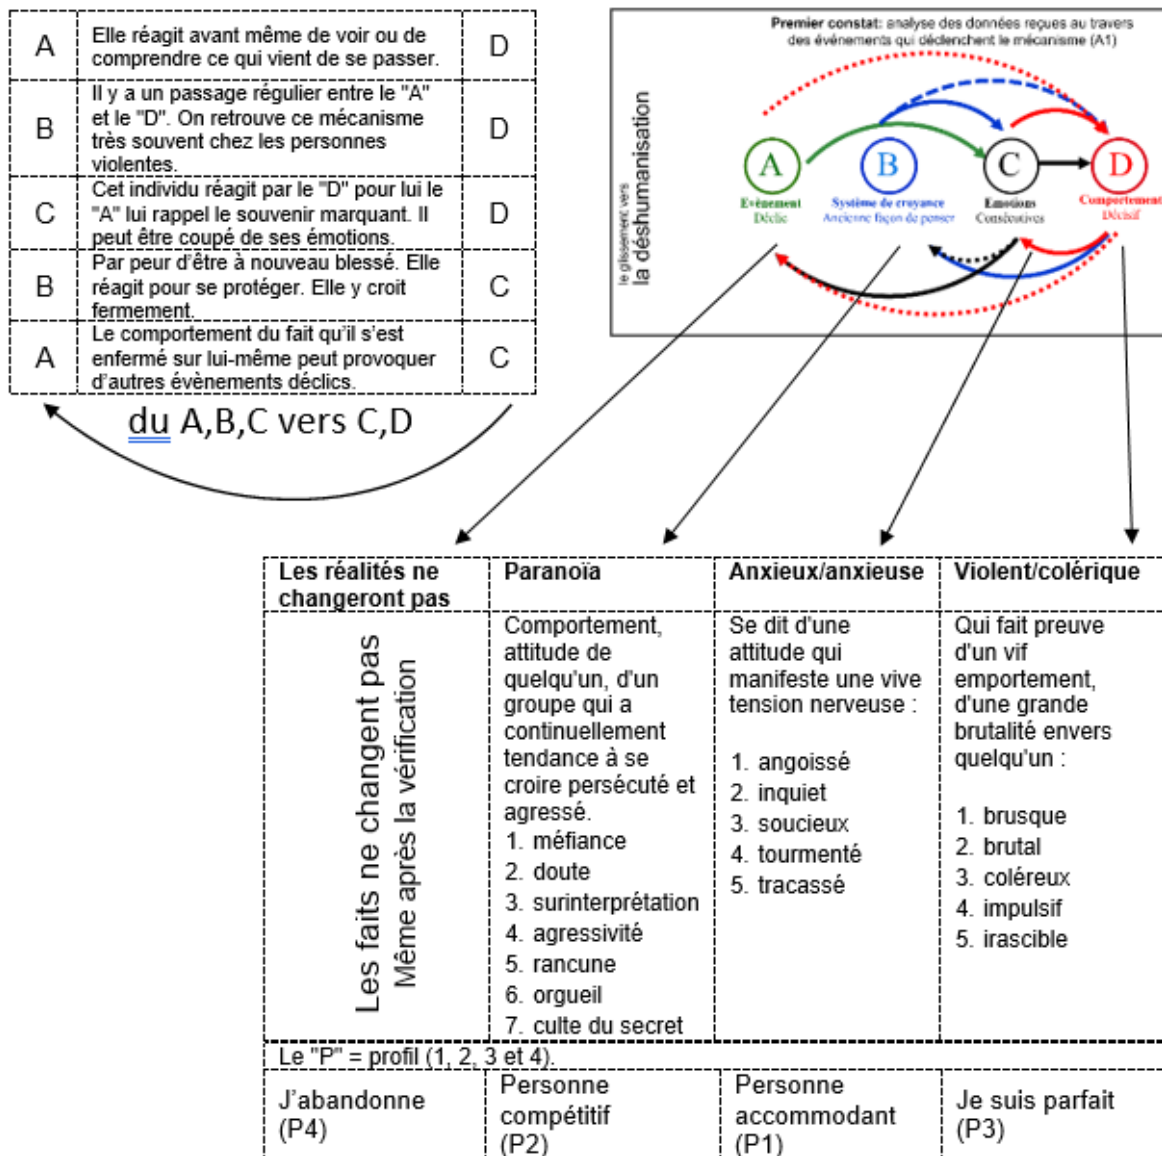 A
Elle réagit avant même de voir ou de
comprendre ce qui vient de se passer.
D
B
Il y a un passage régulier entre le "A"
et le "D". On retrouve ce mécanisme
très souvent chez les personnes
violentes.
D
C
Cet individu réagit par le "D" pour lui le
"A" lui rappel le souvenir marquant. Il
peut être coupé de ses émotions.
D
B
Par peur d'être à nouveau blessé. Elle
réagit pour se protéger. Elle y croit
fermement.
C
A
Le comportement du fait qu'il s'est
enfermé sur lui-même peut provoquer
d'autres évènements déclics.
C
du A,B,C vers C,D
Premier constat: analyse des données reçues au travers
des événements qui déclenchent le mécanisme (A1)
le glissement vers
la déshumanisation
A
Evènement
Déclic
B
Système de croyance
Ancienne façon de penser
C
Emotions
Consécutives
D
Comportement
Décisif
Les réalités ne
changeront pas
Les faits ne changent pas
Même après la vérification
Paranoïa
Comportement,
attitude de
quelqu'un, d'un
groupe qui a
continuellement
tendance à se
croire persécuté et
agressé.
1. méfiance
2. doute
3. surinterprétation
4. agressivité
5. rancune
6. orgueil
7. culte du secret
Anxieux/anxieuse
Se dit d'une
attitude qui
manifeste une vive
tension nerveuse :
1. angoissé
2. inquiet
3. soucieux
4. tourmenté
5. tracassé
Violent/colérique
Qui fait preuve
d'un vif
emportement,
d'une grande
brutalité envers
quelqu'un :
1. brusque
2. brutal
3. coléreux
4. impulsif
5. irascible
Le "P" = profil (1, 2, 3 et 4).
J'abandonne
(P4)
Personne
compétitif
(P2)
Personne
accommodant
(P1)
Je suis parfait
(P3)